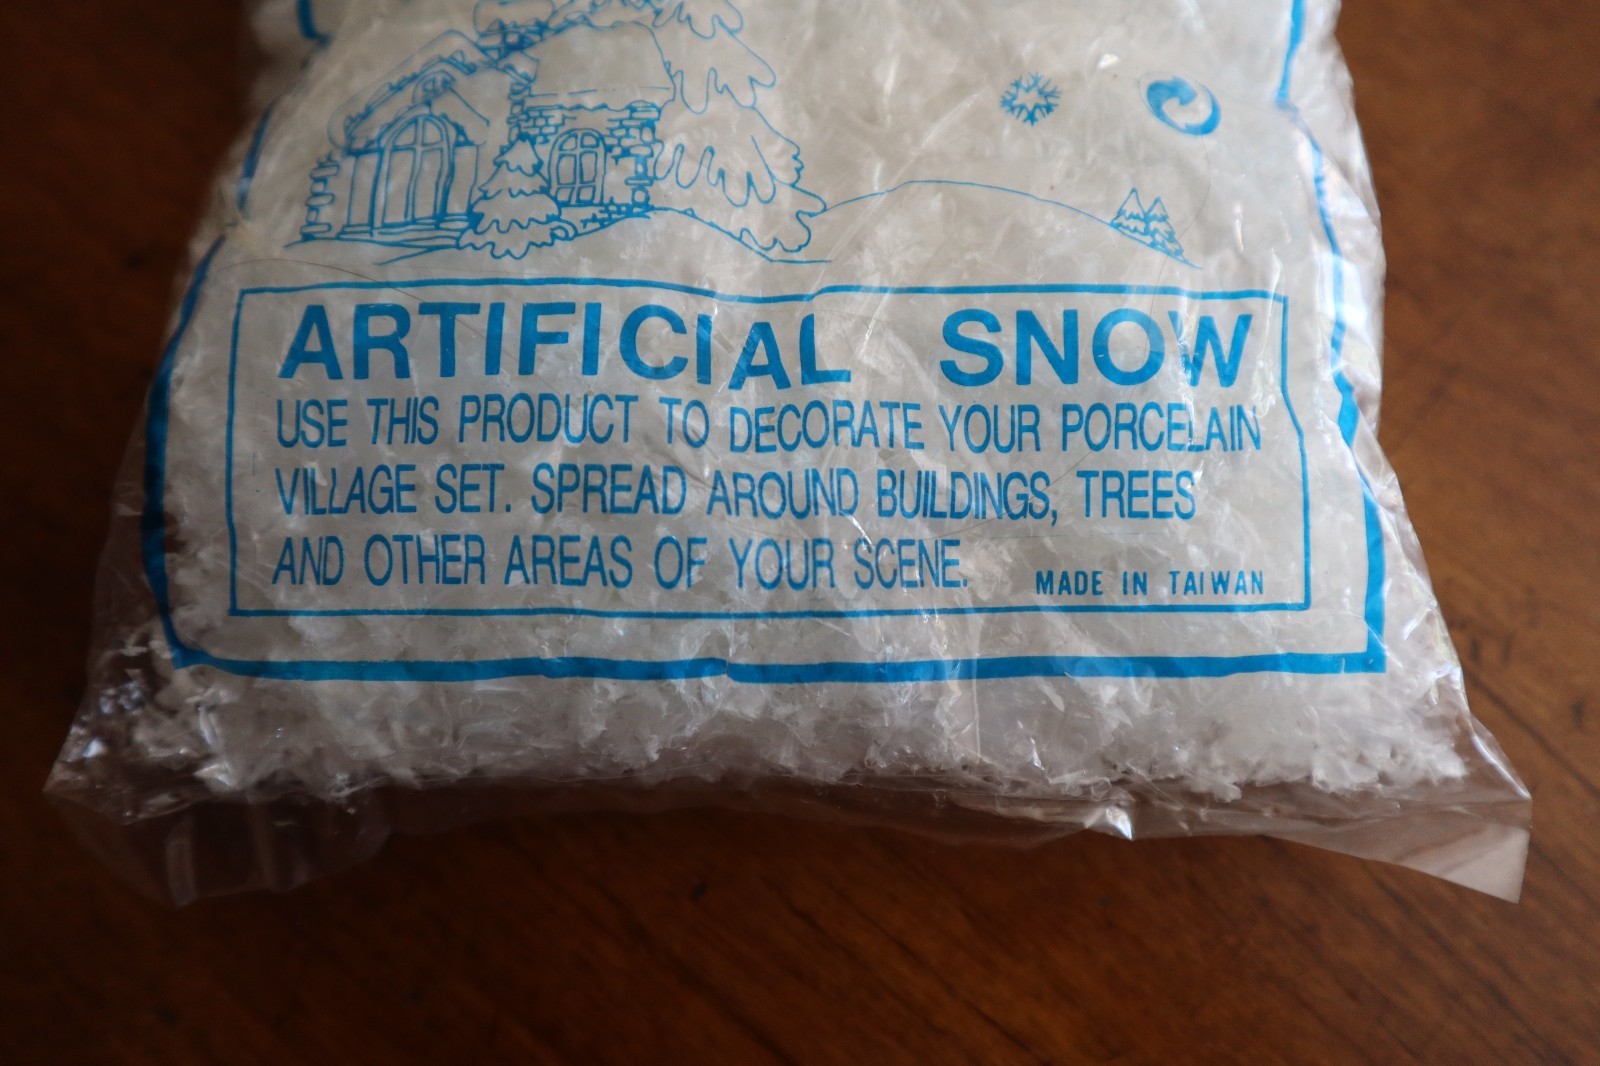 ARTIFICIAL SNOW
USE THIS PRODUCT TO DECORATE YOUR PORCELAIN
VILLAGE SET. SPREAD AROUND BUILDINGS, TREES
AND OTHER AREAS OF YOUR SCENE.
MADE IN TAIWAN